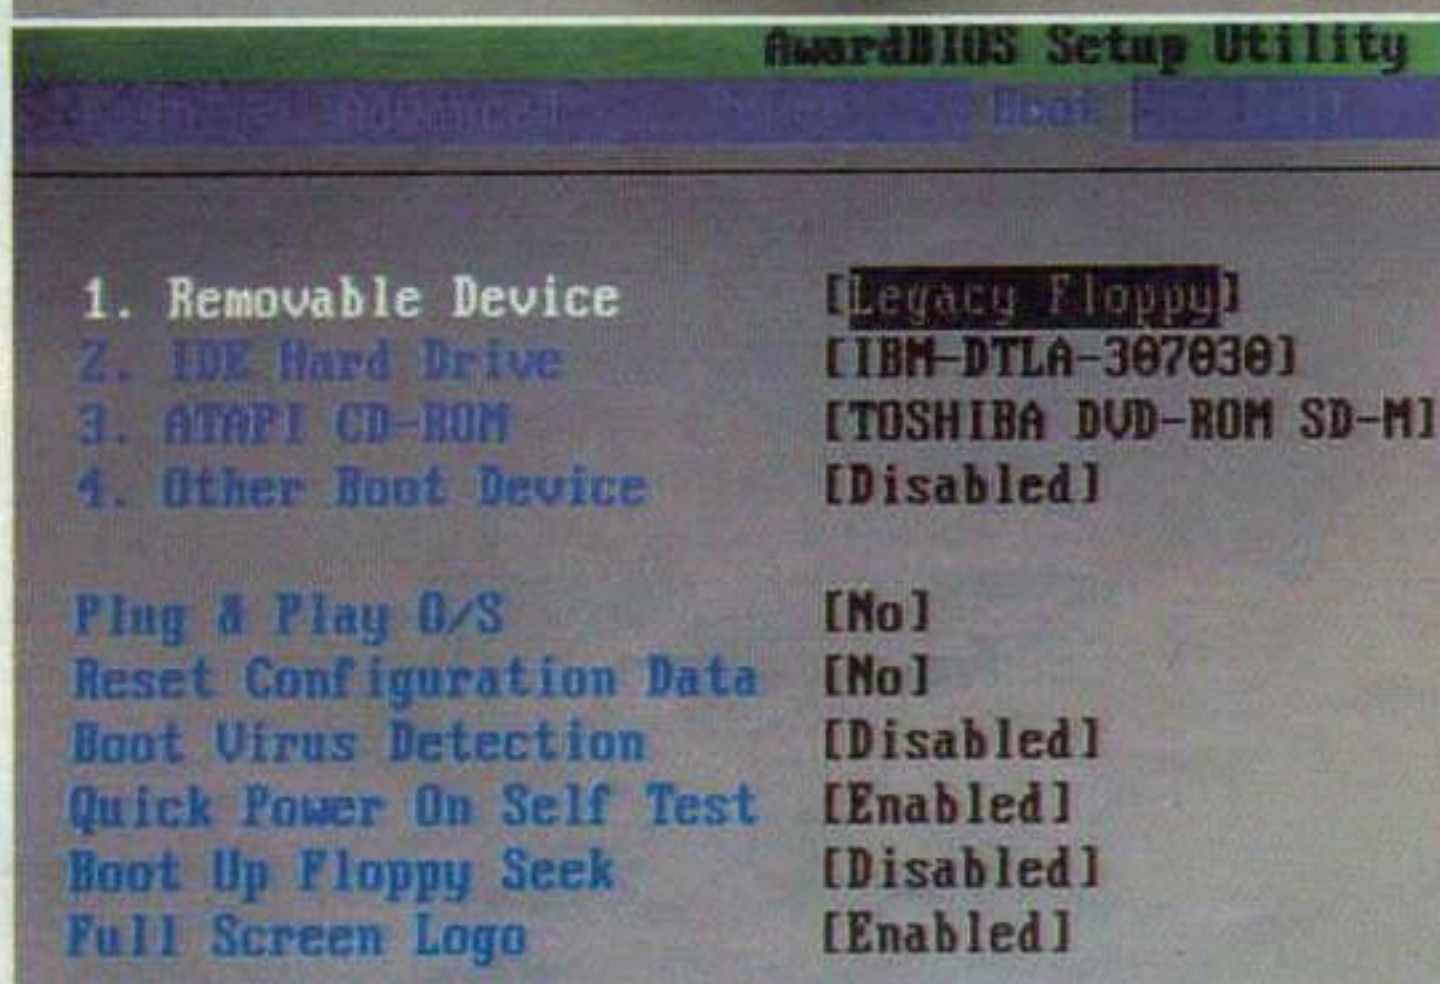 AwardBIOS Setup Utility
Advanced Boot Exit
1. Removable Device [Legacy Floppy]
2. IDE Hard Drive [IBM-DTLA-307030]
3. ATAPI CD-ROM [TOSHIBA DVD-ROM SD-M]
4. Other Boot Device [Disabled]
Plug & Play O/S [No]
Reset Configuration Data [No]
Boot Virus Detection [Disabled]
Quick Power On Self Test [Enabled]
Boot Up Floppy Seek [Disabled]
Full Screen Logo [Enabled]